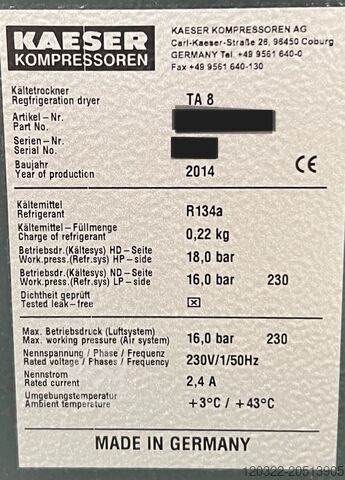 KAESER
KOMPRESSOREN
KAESER KOMPRESSOREN AG
Carl-Kaeser-Straße 26, 96450 Coburg
GERMANY Tel. +49 9561 640-0
Fax +49 9561 640-130
Kältetrockner
Regfrigeration dryer TA 8
Artikel-Nr.
Part No.
Serien-Nr.
Serial No.
Baujahr
Year of production 2014 CE
Kältemittel
Refrigerant R134a
Kältemittel-Füllmenge
Charge of refrigerant 0,22 kg
Betriebsdr.(Kältesys) HD-Seite
Work.press.(Refr.sys) HP-side 18,0 bar
Betriebsdr.(Kältesys) ND-Seite
Work.press.(Refr.sys) LP-side 16,0 bar 230
Dichtheit geprüft
Tested leak-free ☒
Max. Betriebsdruck (Luftsystem)
Max. working pressure (Air system) 16,0 bar 230
Nennspannung / Phase / Frequenz
Rated voltage / Phases / Frequency 230V/1/50Hz
Nennstrom
Rated current 2,4 A
Umgebungstemperatur
Ambient temperature +3°C / +43°C
MADE IN GERMANY
120322-20513905